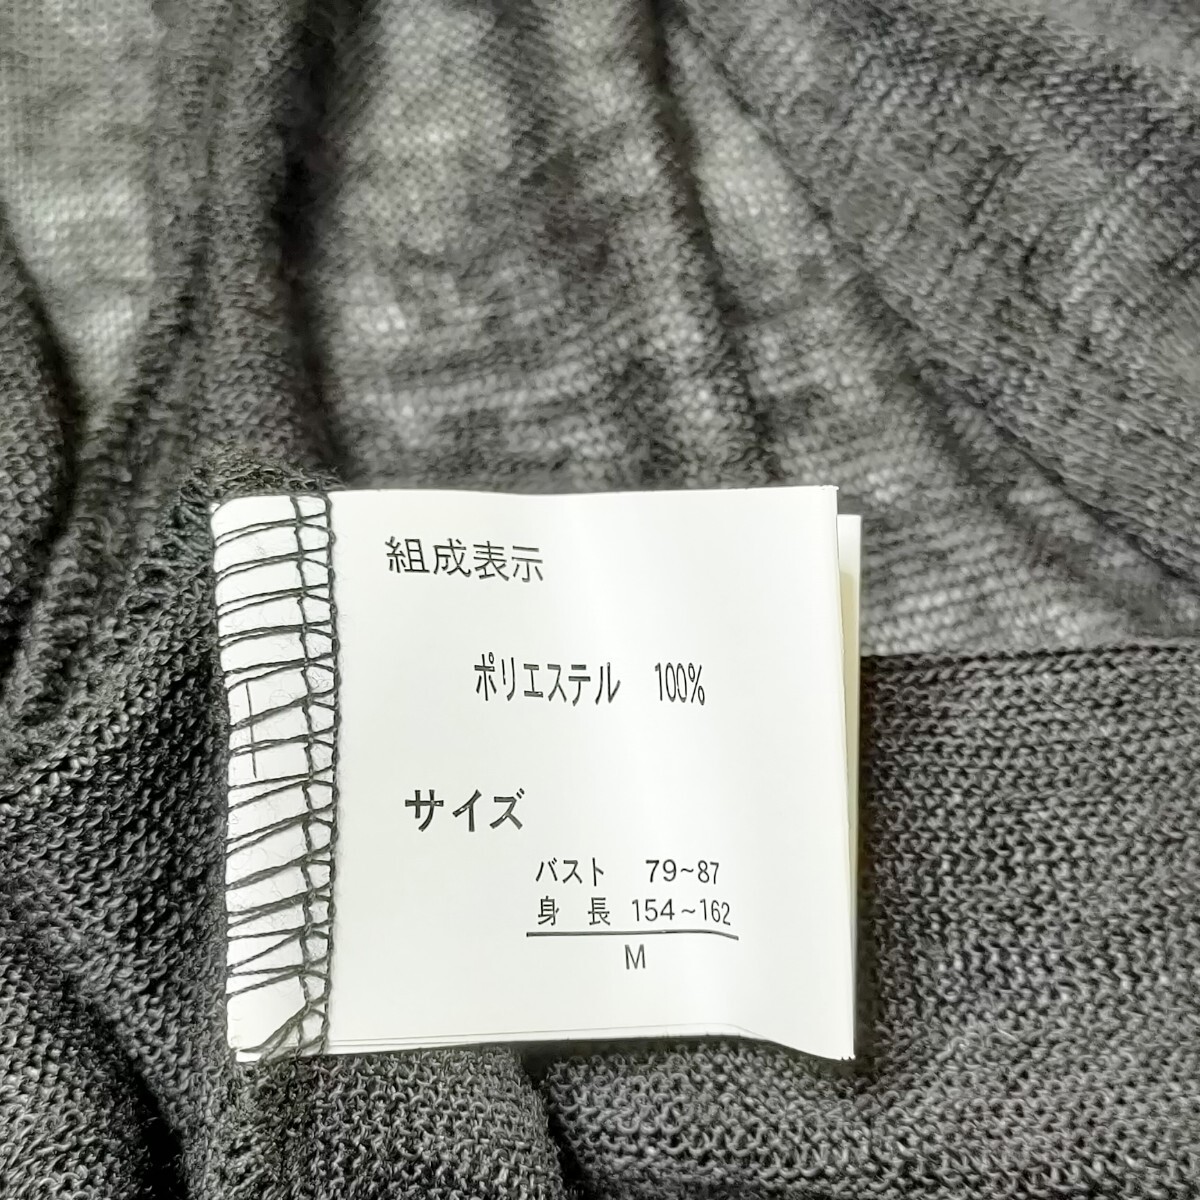 組成表示
ポリエステル 100%
サイズ
バスト 79~87
身 長 154~162
M